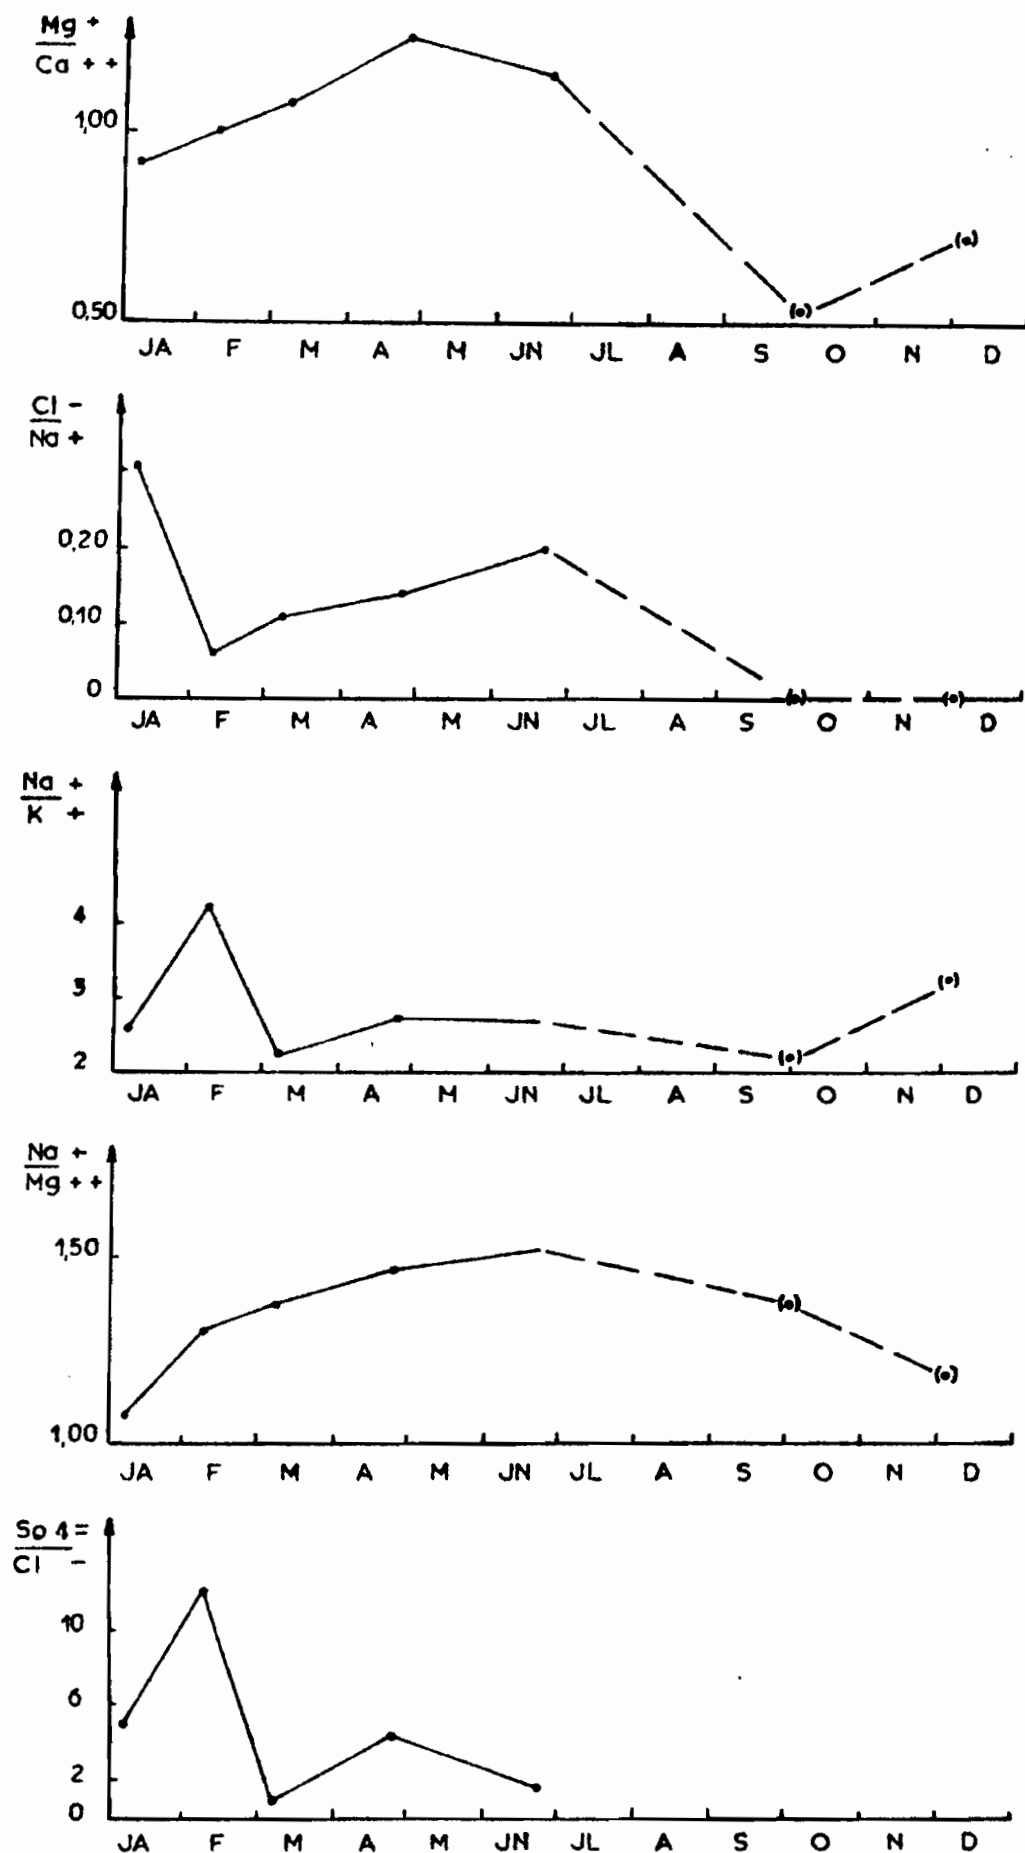 Mg +
Ca + +
1,00
0,50
JA F M A M JN JL A S O N D
Cl -
Na +
0,20
0,10
0
JA F M A M JN JL A S O N D
Na +
K +
4
3
2
JA F M A M JN JL A S O N D
Na +
Mg + +
1,50
1,00
JA F M A M JN JL A S O N D
So 4 =
Cl -
10
6
2
0
JA F M A M JN JL A S O N D